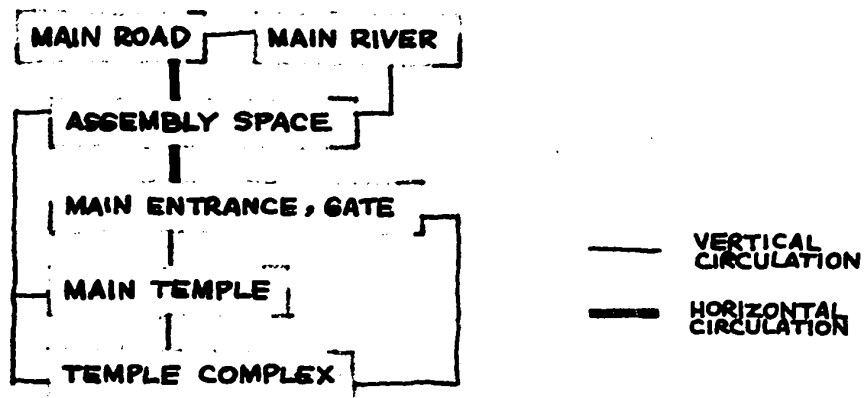 MAIN ROAD
MAIN RIVER
ASSEMBLY SPACE
MAIN ENTRANCE, GATE
MAIN TEMPLE
TEMPLE COMPLEX
VERTICAL
CIRCULATION
HORIZONTAL
CIRCULATION